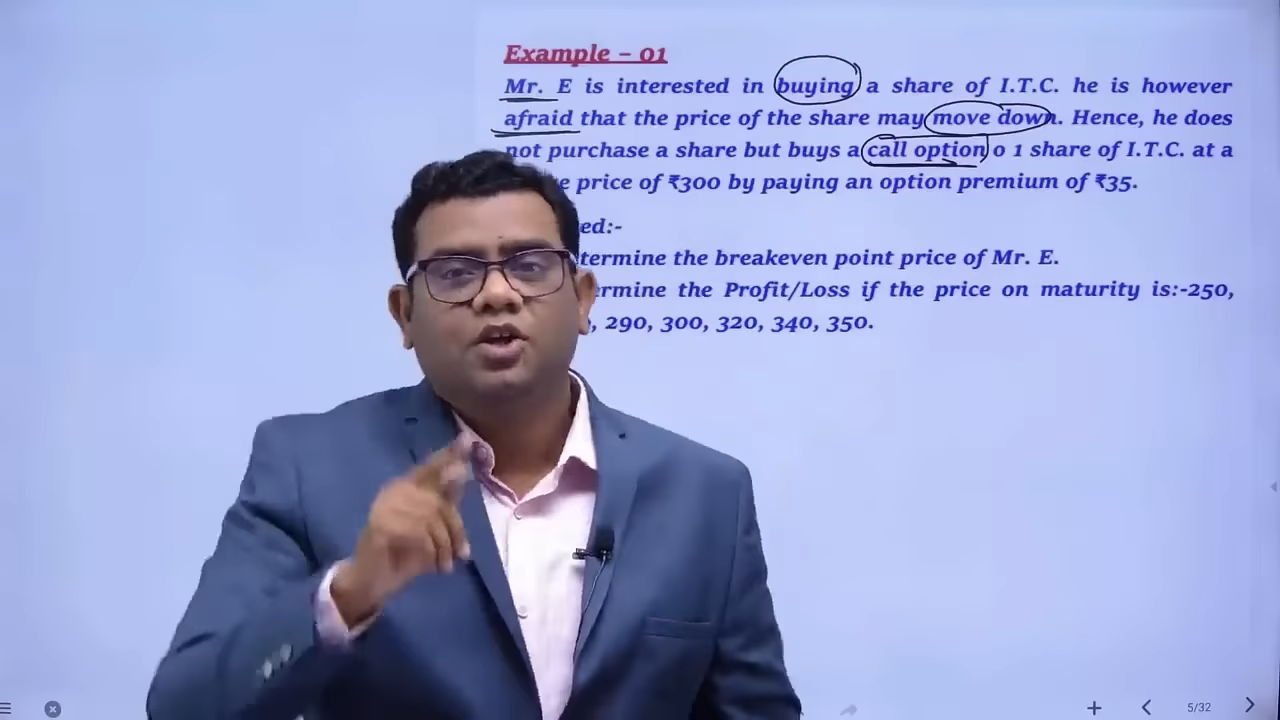 Example – 01
Mr. E is interested in buying a share of I.T.C. he is however
afraid that the price of the share may move down. Hence, he does
not purchase a share but buys a call option o 1 share of I.T.C. at a
price of ₹300 by paying an option premium of ₹35.
ed:-
termine the breakeven point price of Mr. E.
ermine the Profit/Loss if the price on maturity is:-250,
290, 300, 320, 340, 350.
5/32